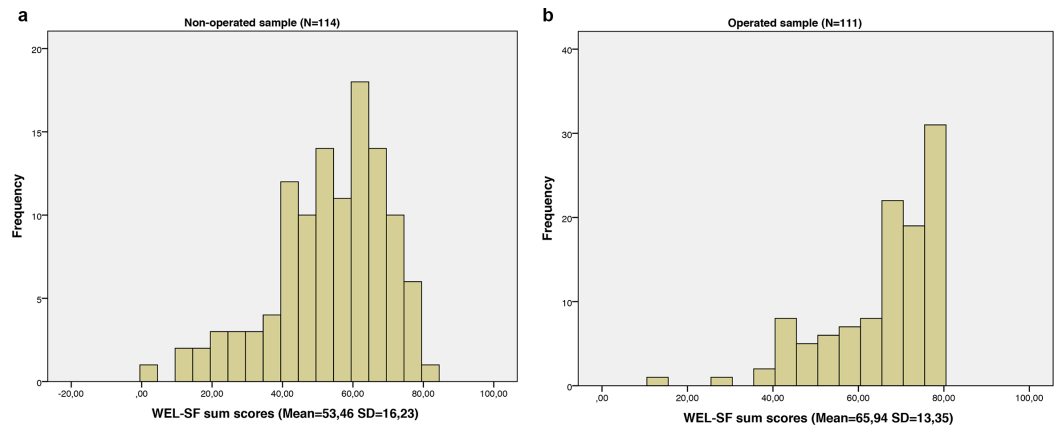 a
Non-operated sample (N=114)
20
15
10
5
0
Frequency
-20,00 ,00 20,00 40,00 60,00 80,00 100,00
WEL-SF sum scores (Mean=53,46 SD=16,23)
b
Operated sample (N=111)
40
30
20
10
0
Frequency
,00 20,00 40,00 60,00 80,00 100,00
WEL-SF sum scores (Mean=65,94 SD=13,35)